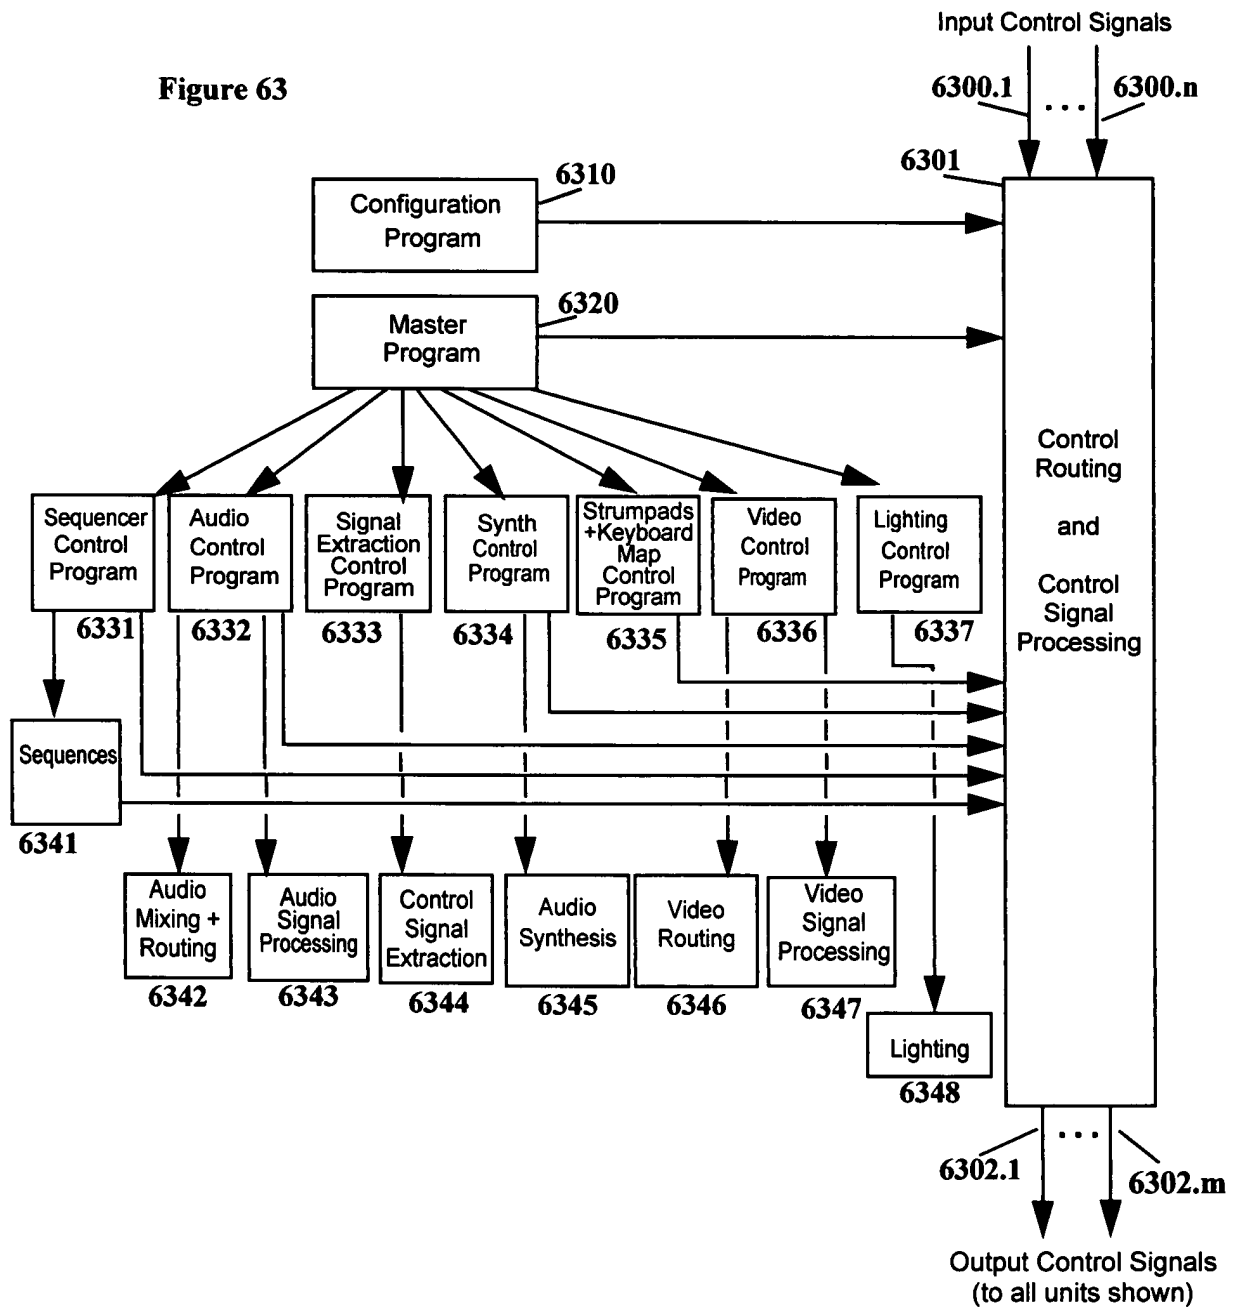 Input Control Signals
Figure 63
6300.1
...
6300.n
6301
6310
Configuration
Program
6320
Master
Program
Control
Routing
and
Control
Signal
Processing
Sequencer
Control
Program
Audio
Control
Program
Signal
Extraction
Control
Program
Synth
Control
Program
Strumpads
+Keyboard
Map
Control
Program
Video
Control
Program
Lighting
Control
Program
6331
6332
6333
6334
6335
6336
6337
Sequences
6341
Audio
Mixing +
Routing
Audio
Signal
Processing
Control
Signal
Extraction
Audio
Synthesis
Video
Routing
Video
Signal
Processing
6342
6343
6344
6345
6346
6347
Lighting
6348
6302.1
...
6302.m
Output Control Signals
(to all units shown)